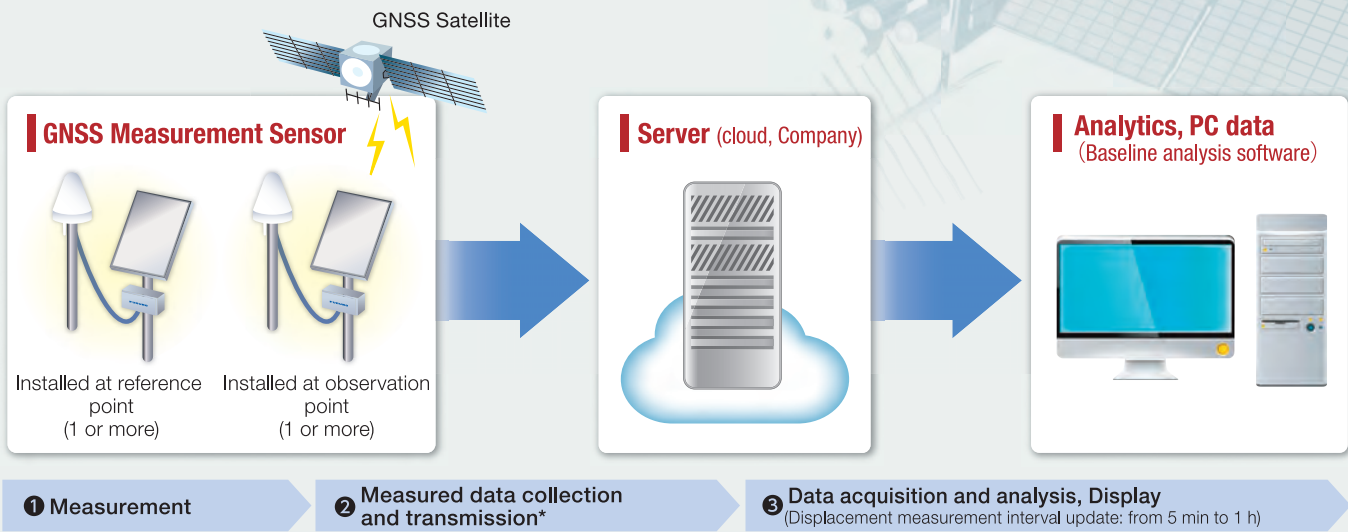 GNSS Satellite
GNSS Measurement Sensor
Installed at reference
point
(1 or more)
Installed at observation
point
(1 or more)
Server (cloud, Company)
Analytics, PC data
(Baseline analysis software)
❶ Measurement
❷ Measured data collection
and transmission*
❸ Data acquisition and analysis, Display
(Displacement measurement interval update: from 5 min to 1 h)